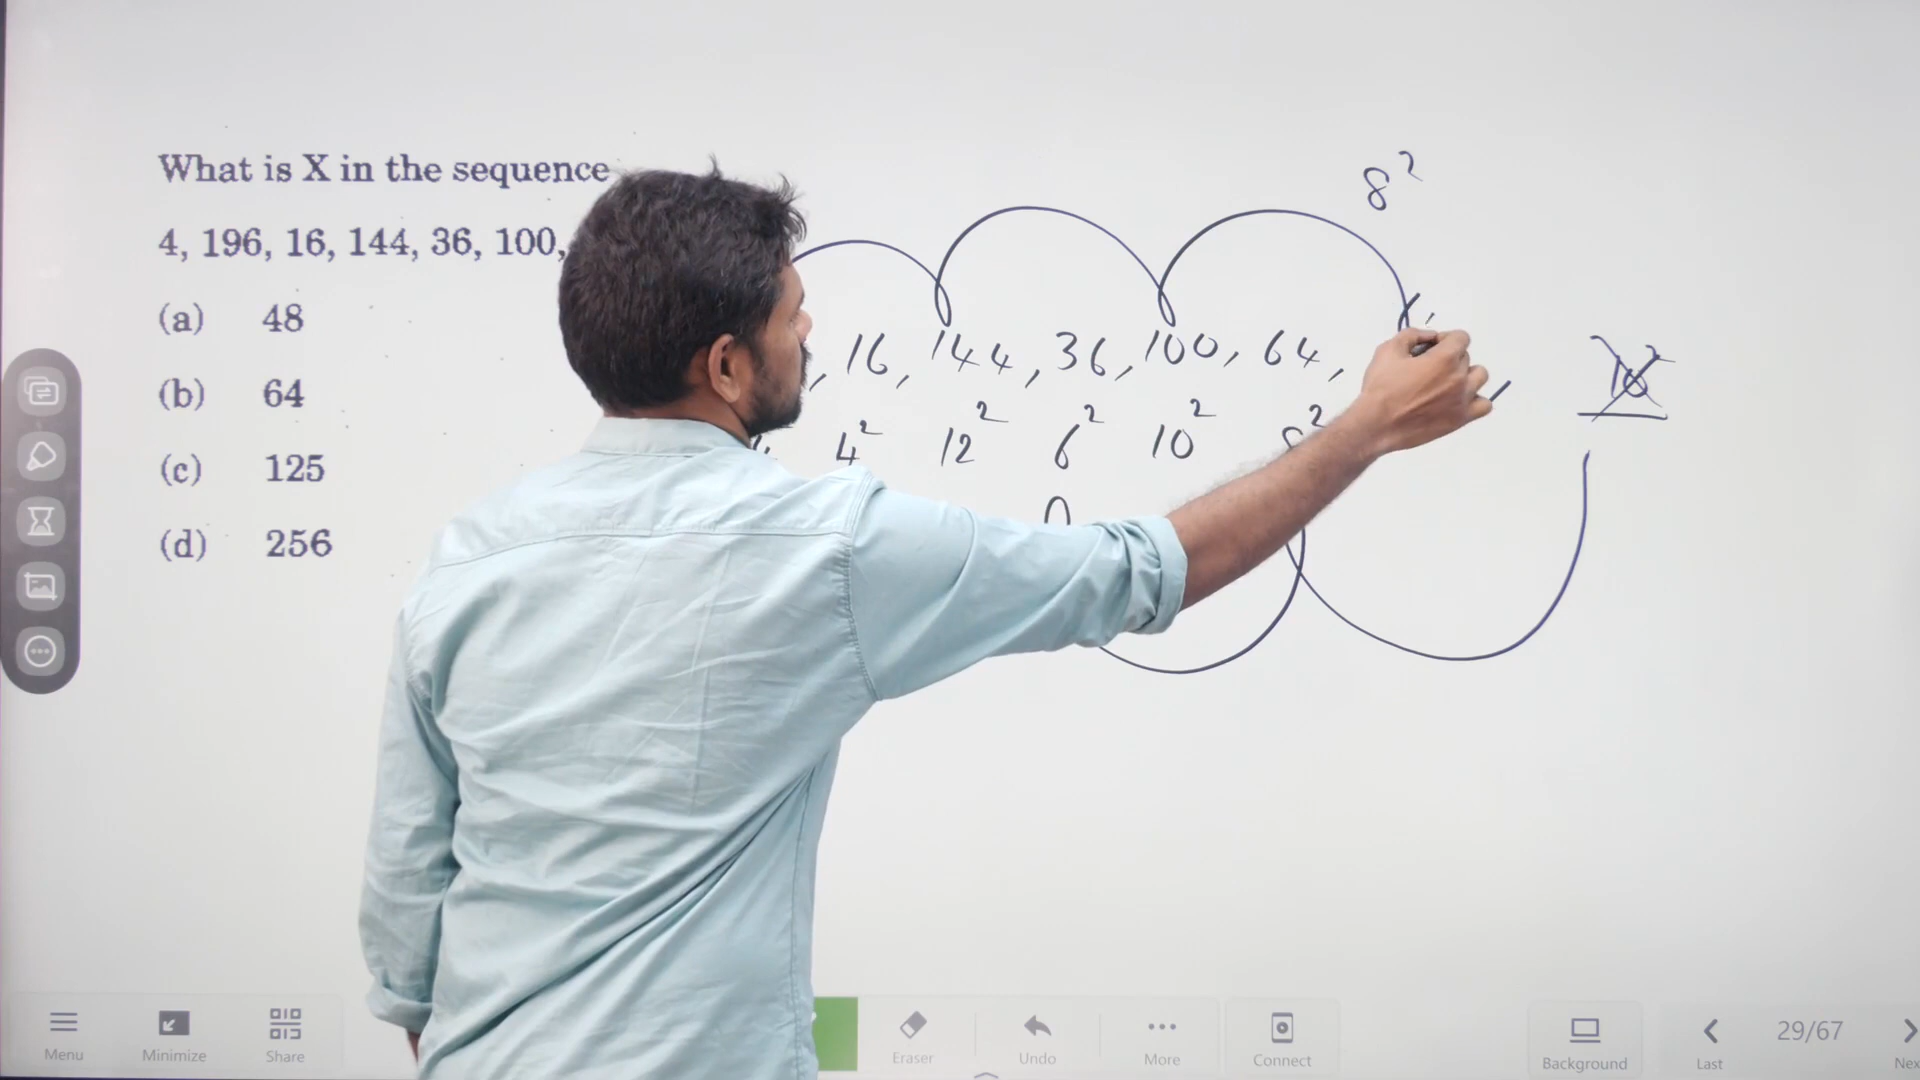 What is X in the sequence
4, 196, 16, 144, 36, 100,
(a) 48
(b) 64
(c) 125
(d) 256
8²
, 16, 144, 36, 100, 64,
4² 12² 6² 10²
Menu
Minimize
Share
Eraser
Undo
More
Connect
Background
29/67
Last
Nex